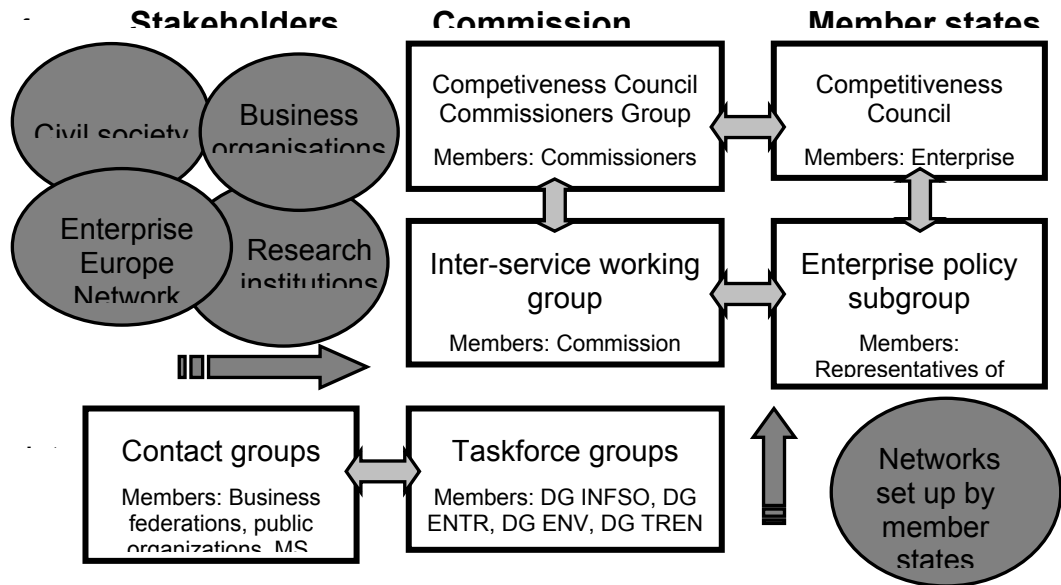 Stakeholders
Commission
Member states
Civil society
Business
organisations
Enterprise
Europe
Network
Research
institutions
Competiveness Council
Commissioners Group
Members: Commissioners
Competitiveness
Council
Members: Enterprise
Inter-service working
group
Members: Commission
Enterprise policy
subgroup
Members:
Representatives of
Contact groups
Members: Business
federations, public
organizations, MS
Taskforce groups
Members: DG INFSO, DG
ENTR, DG ENV, DG TREN
Networks
set up by
member
states